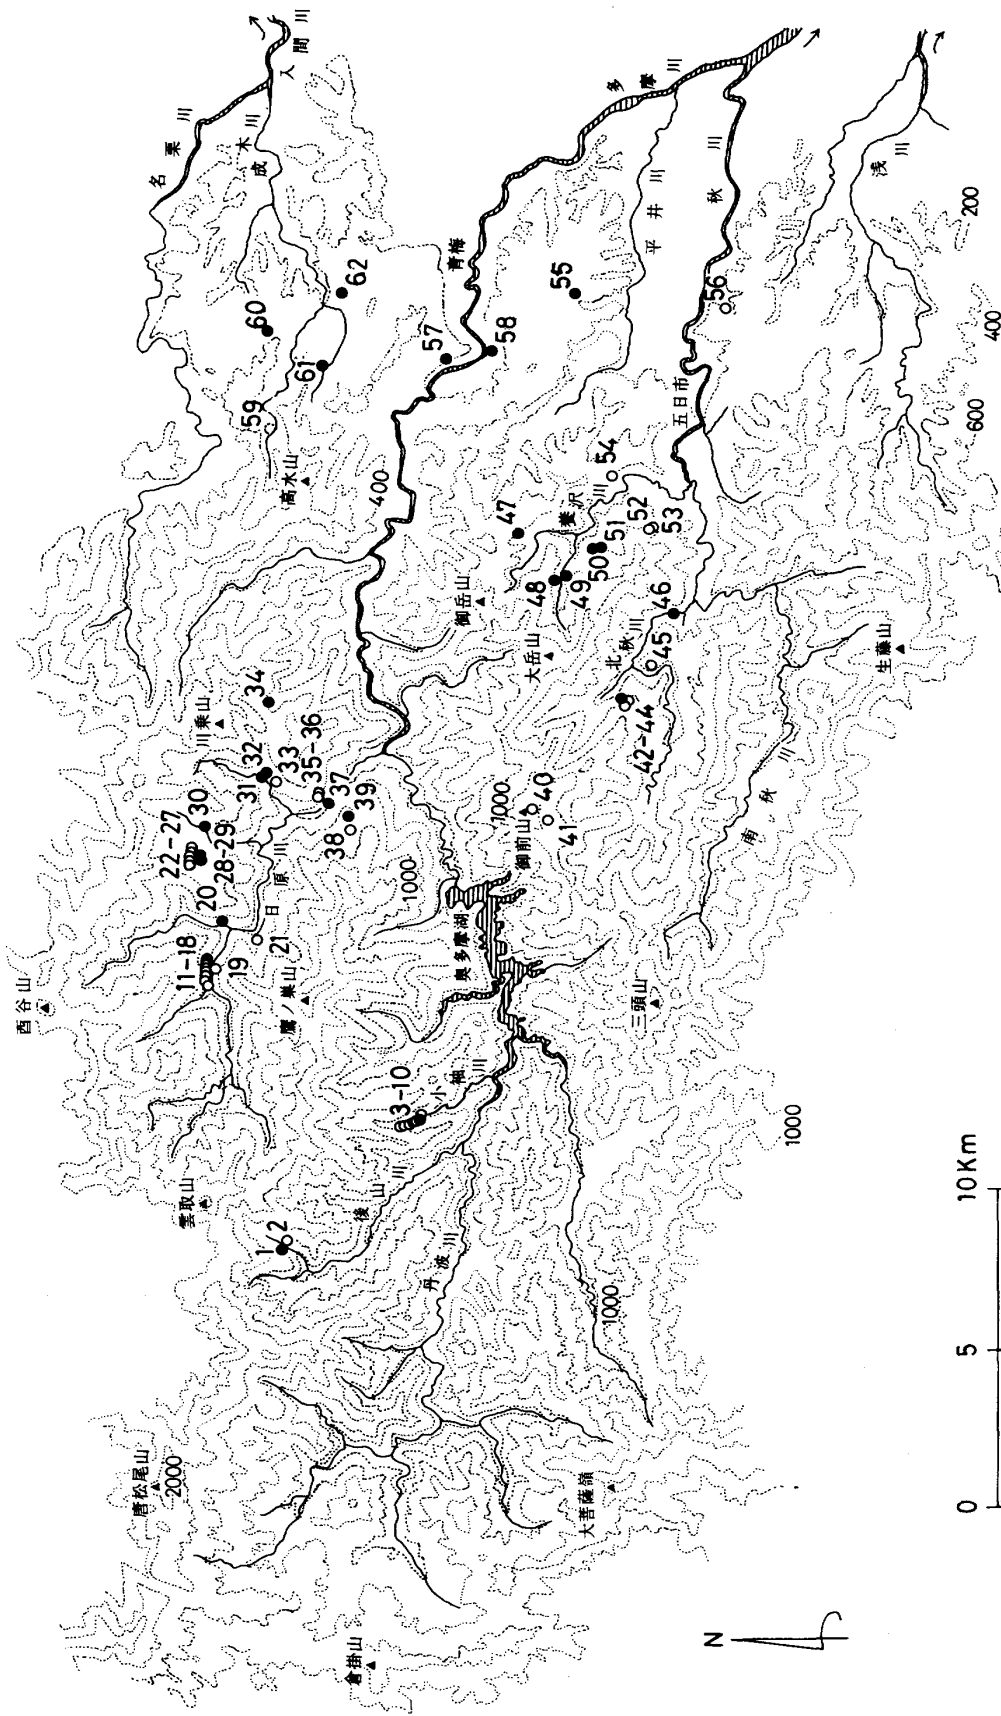 入間川
名栗川
成木川
多摩川
平井川
秋川
浅川
200
400
600
青梅
五日市
62
60
61
59
高水山
57
58
55
56
400
47
養沢川
54
52
53
51
50
49
48
御岳山
大岳山
46
北秋川
45
42-44
南秋川
生藤山
34
川乗山
32
31
33
35-36
37
39
38
30
22-27
28-29
20
日原川
21
11-18
19
1000
40
41
御前山
1000
奥多摩湖
鷹ノ巣山
酉谷山
三頭山
3-10
小袖川
後山川
雲取山
1
2
丹波川
1000
1000
唐松尾山
2000
大菩薩嶺
倉掛山
N
0
5
10Km